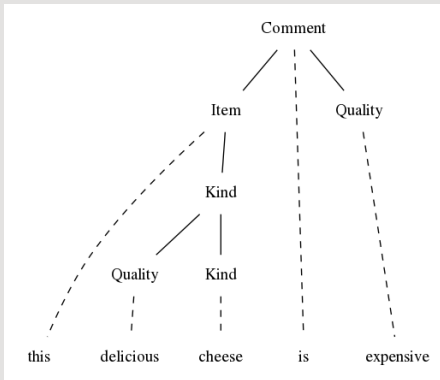 Comment
Item Quality
Kind
Quality Kind
this delicious cheese is expensive